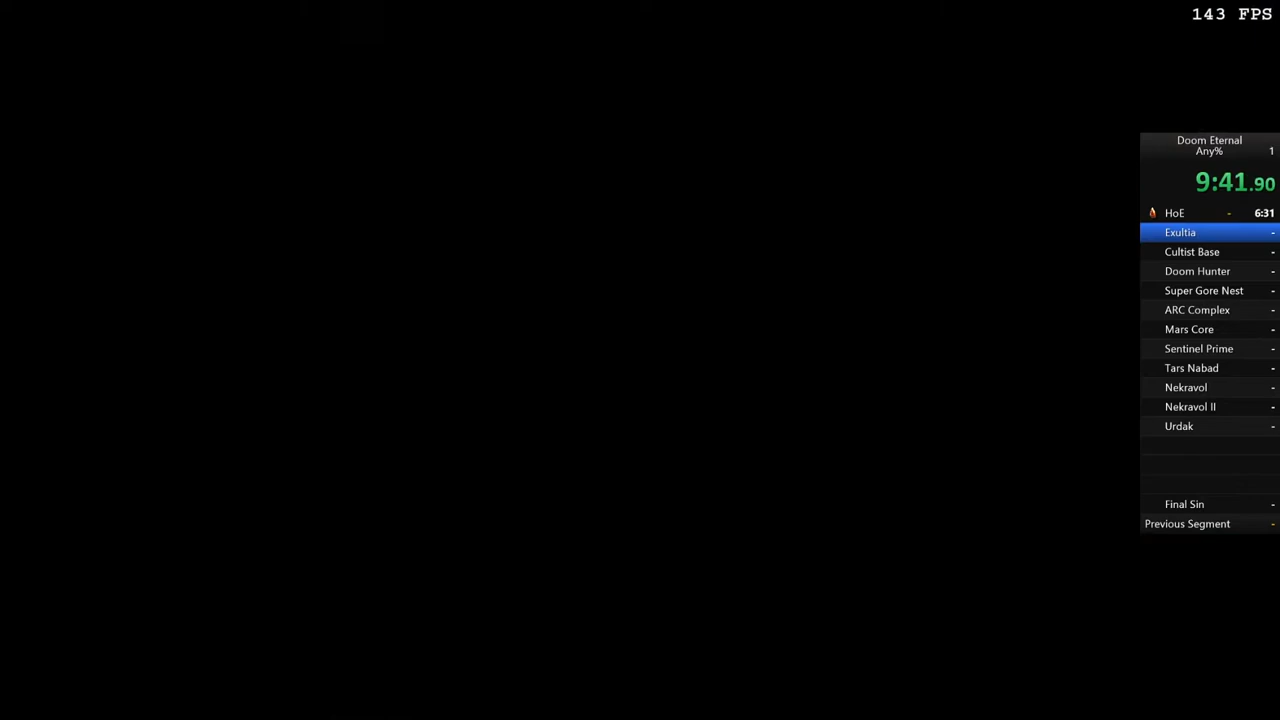 143 FPS
Doom Eternal
Any% 1
9:41.90
HoE - 6:31
Exultia -
Cultist Base -
Doom Hunter -
Super Gore Nest -
ARC Complex -
Mars Core -
Sentinel Prime -
Tars Nabad -
Nekravol -
Nekravol II -
Urdak -
Final Sin -
Previous Segment -